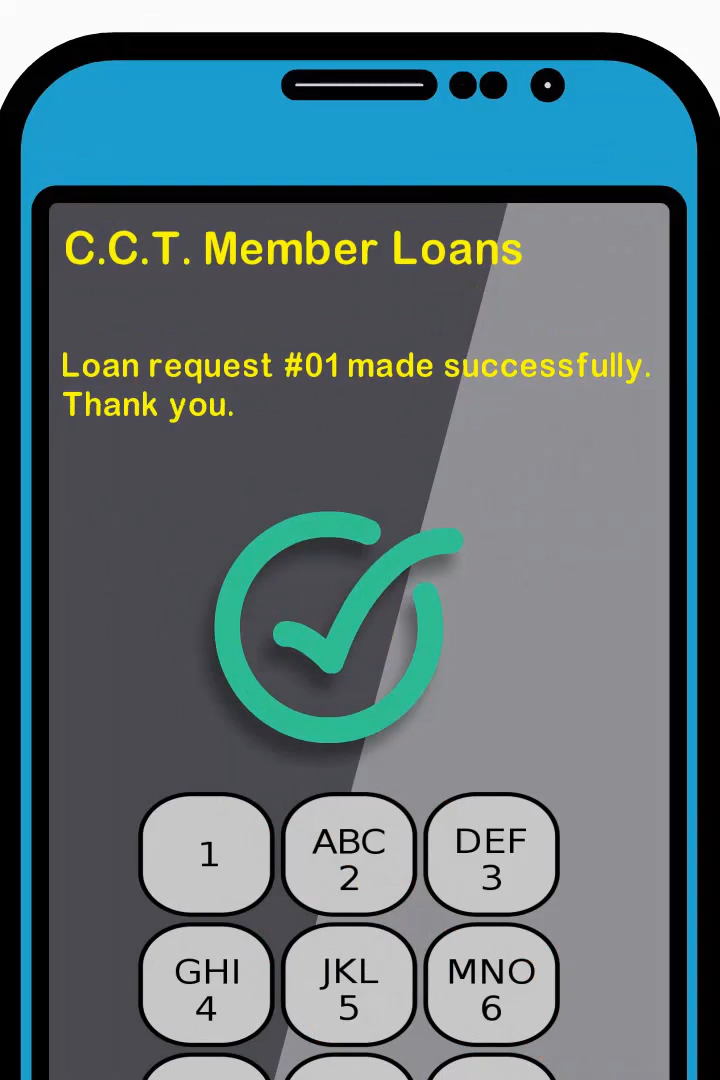 C.C.T. Member Loans
Loan request #01 made successfully.
Thank you.
1
ABC
2
DEF
3
GHI
4
JKL
5
MNO
6